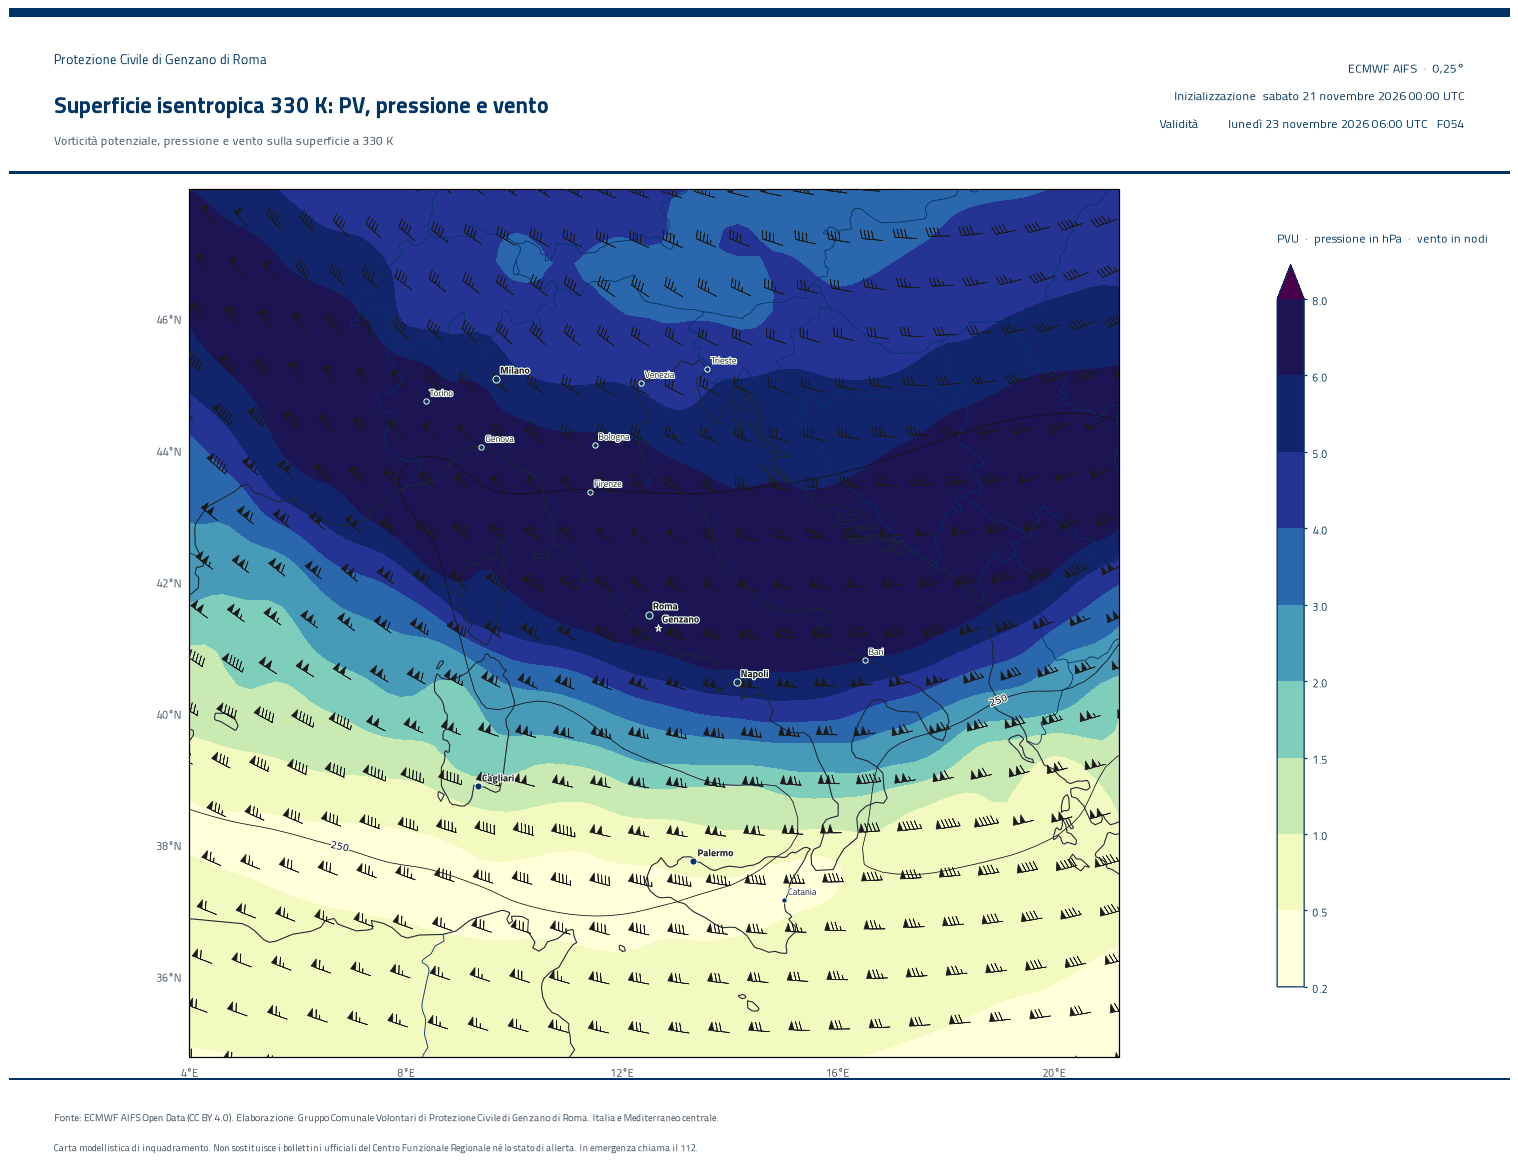 Protezione Civile di Genzano di Roma
Superficie isentropica 330 K: PV, pressione e vento
Vorticità potenziale, pressione e vento sulla superficie a 330 K
ECMWF AIFS · 0,25°
Inizializzazione sabato 21 novembre 2026 00:00 UTC
Validità lunedì 23 novembre 2026 06:00 UTC F054
PVU · pressione in hPa · vento in nodi
8.0
6.0
5.0
4.0
3.0
2.0
1.5
1.0
0.5
0.2
46°N
44°N
42°N
40°N
38°N
36°N
4°E
8°E
12°E
16°E
20°E
Trieste
Milano
Venezia
Torino
Genova
Bologna
Firenze
Roma
Genzano
Bari
Napoli
250
Cagliari
250
Palermo
Catania
Fonte: ECMWF AIFS Open Data (CC BY 4.0). Elaborazione: Gruppo Comunale Volontari di Protezione Civile di Genzano di Roma. Italia e Mediterraneo centrale.
Carta modellistica di inquadramento. Non sostituisce i bollettini ufficiali del Centro Funzionale Regionale né lo stato di allerta. In emergenza chiama il 112.